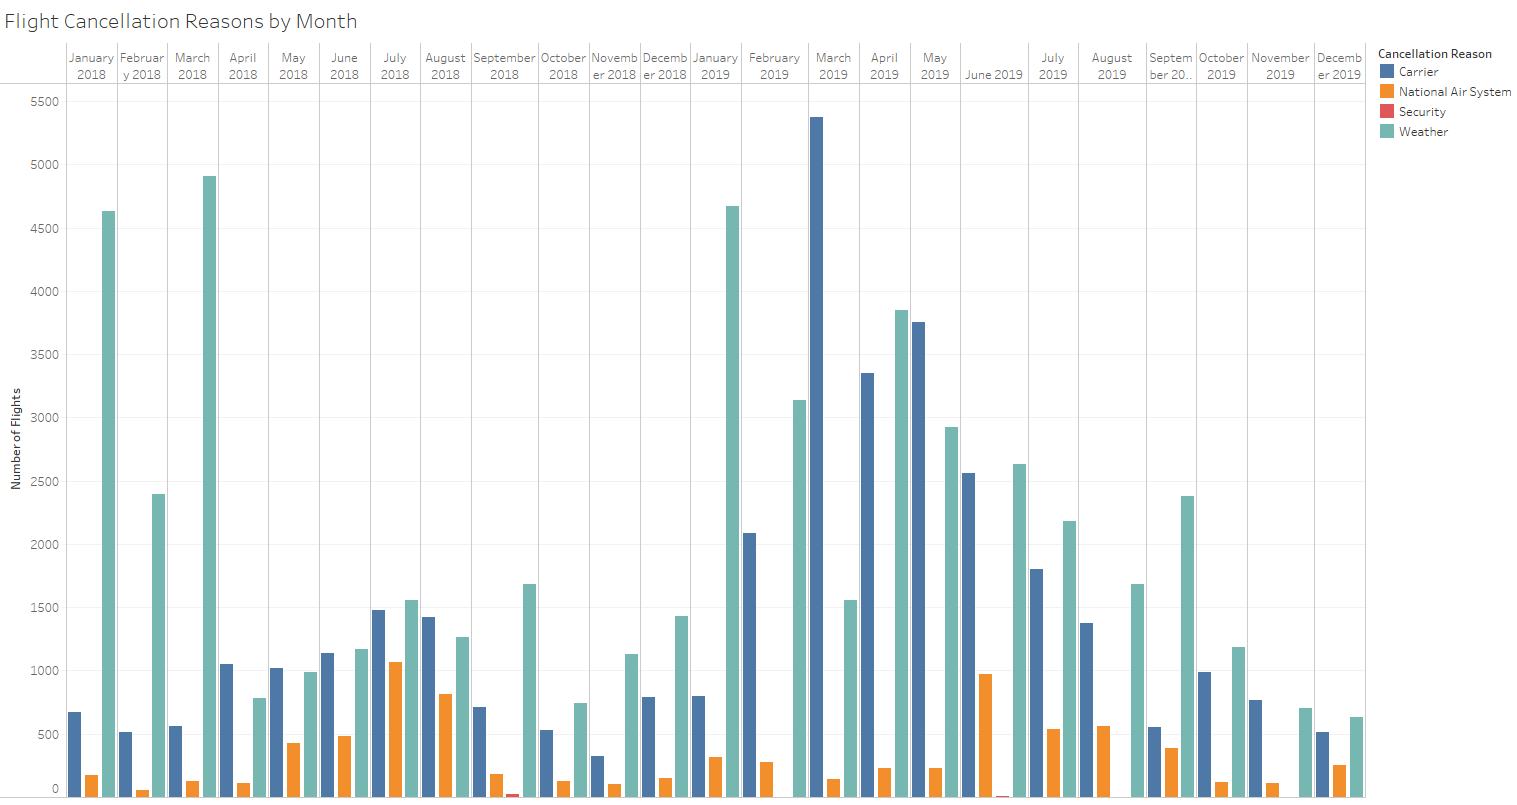 Flight Cancellation Reasons by Month
January
2018
Februar
y 2018
March
2018
April
2018
May
2018
June
2018
July
2018
August
2018
September
2018
October
2018
Novemb
er 2018
Decemb
er 2018
January
2019
February
2019
March
2019
April
2019
May
2019
June 2019
July
2019
August
2019
Septem
ber 20..
October
2019
November
2019
Decemb
er 2019
Cancellation Reason
Carrier
National Air System
Security
Weather
Number of Flights
5500
5000
4500
4000
3500
3000
2500
2000
1500
1000
500
0